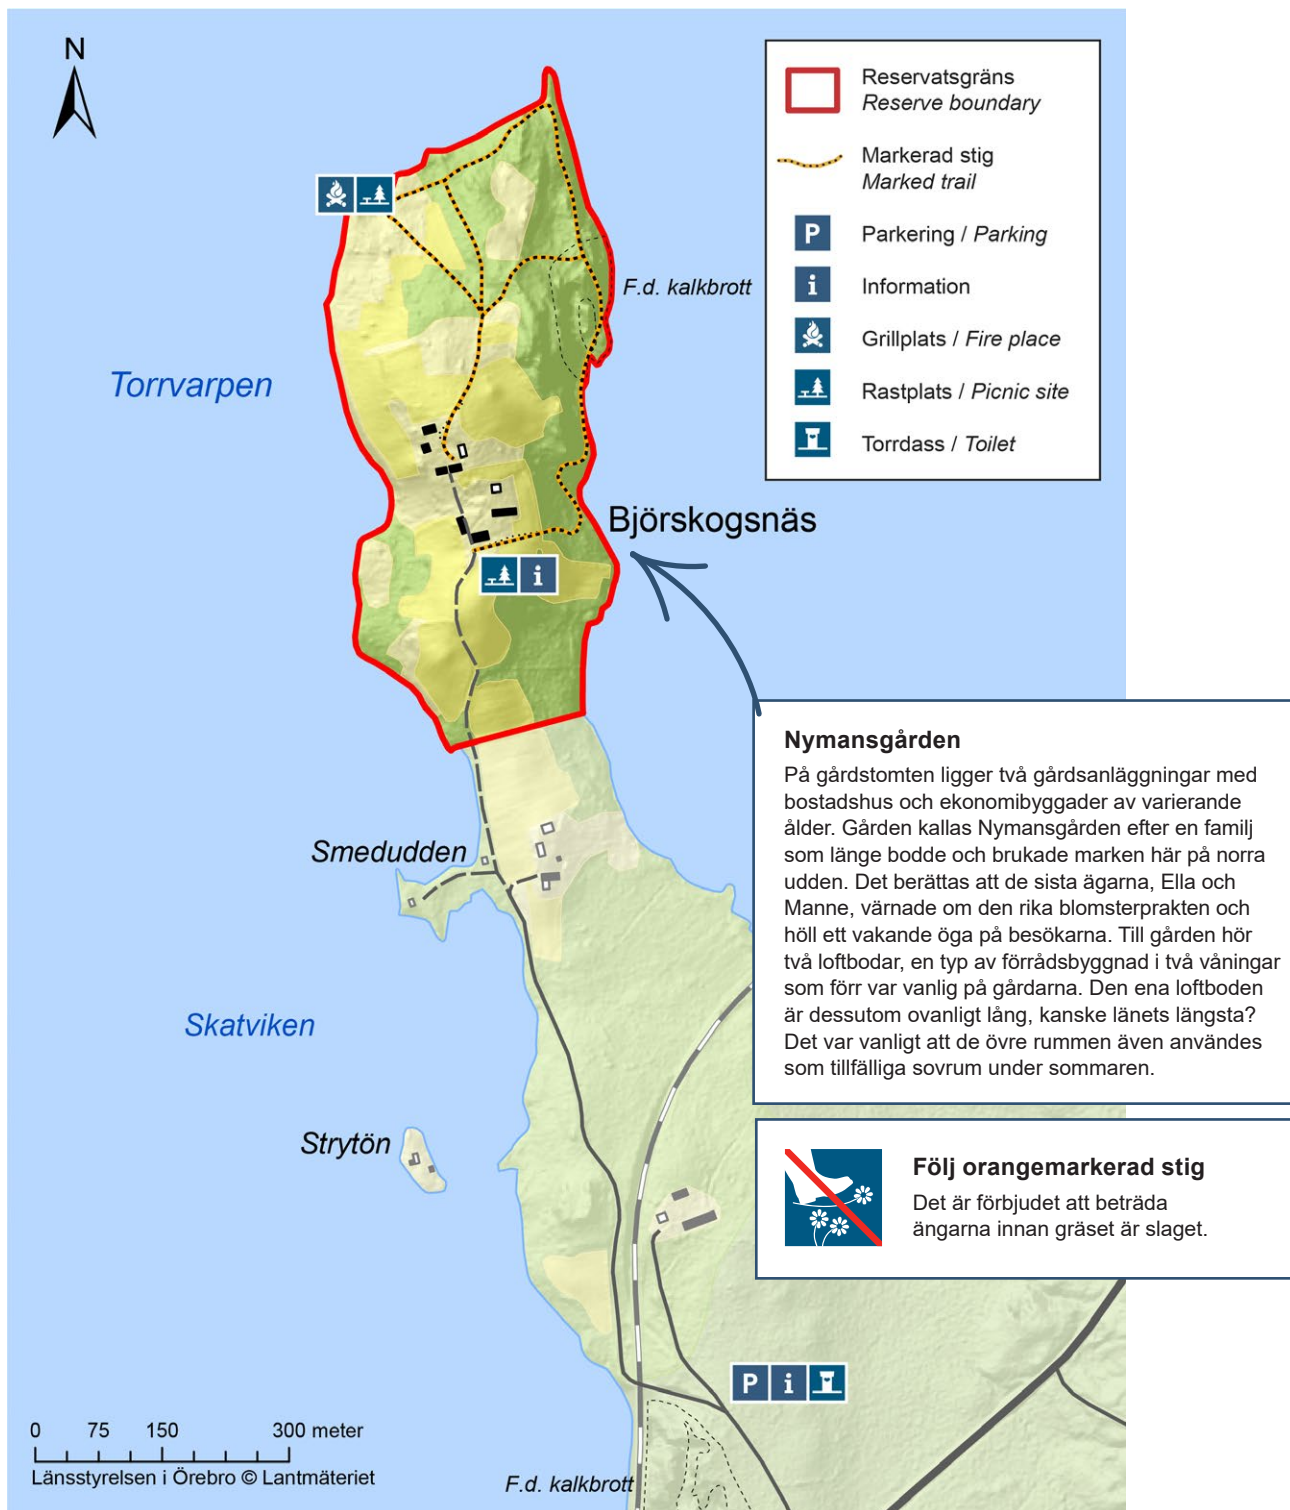 N
Reservatsgräns
Reserve boundary
Markerad stig
Marked trail
P
Parkering / Parking
i
Information
Grillplats / Fire place
Rastplats / Picnic site
Torrdass / Toilet
F.d. kalkbrott
Torrvarpen
Björskogsnäs
i
Nymansgården
På gårdstomten ligger två gårdsanläggningar med
bostadshus och ekonomibyggader av varierande
ålder. Gården kallas Nymansgården efter en familj
som länge bodde och brukade marken här på norra
udden. Det berättas att de sista ägarna, Ella och
Manne, värnade om den rika blomsterprakten och
höll ett vakande öga på besökarna. Till gården hör
två loftbodar, en typ av förrådsbyggnad i två våningar
som förr var vanlig på gårdarna. Den ena loftboden
är dessutom ovanligt lång, kanske länets längsta?
Det var vanligt att de övre rummen även användes
som tillfälliga sovrum under sommaren.
Smedudden
Skatviken
Strytön
Följ orangemarkerad stig
Det är förbjudet att beträda
ängarna innan gräset är slaget.
P i
0 75 150 300 meter
Länsstyrelsen i Örebro © Lantmäteriet
F.d. kalkbrott